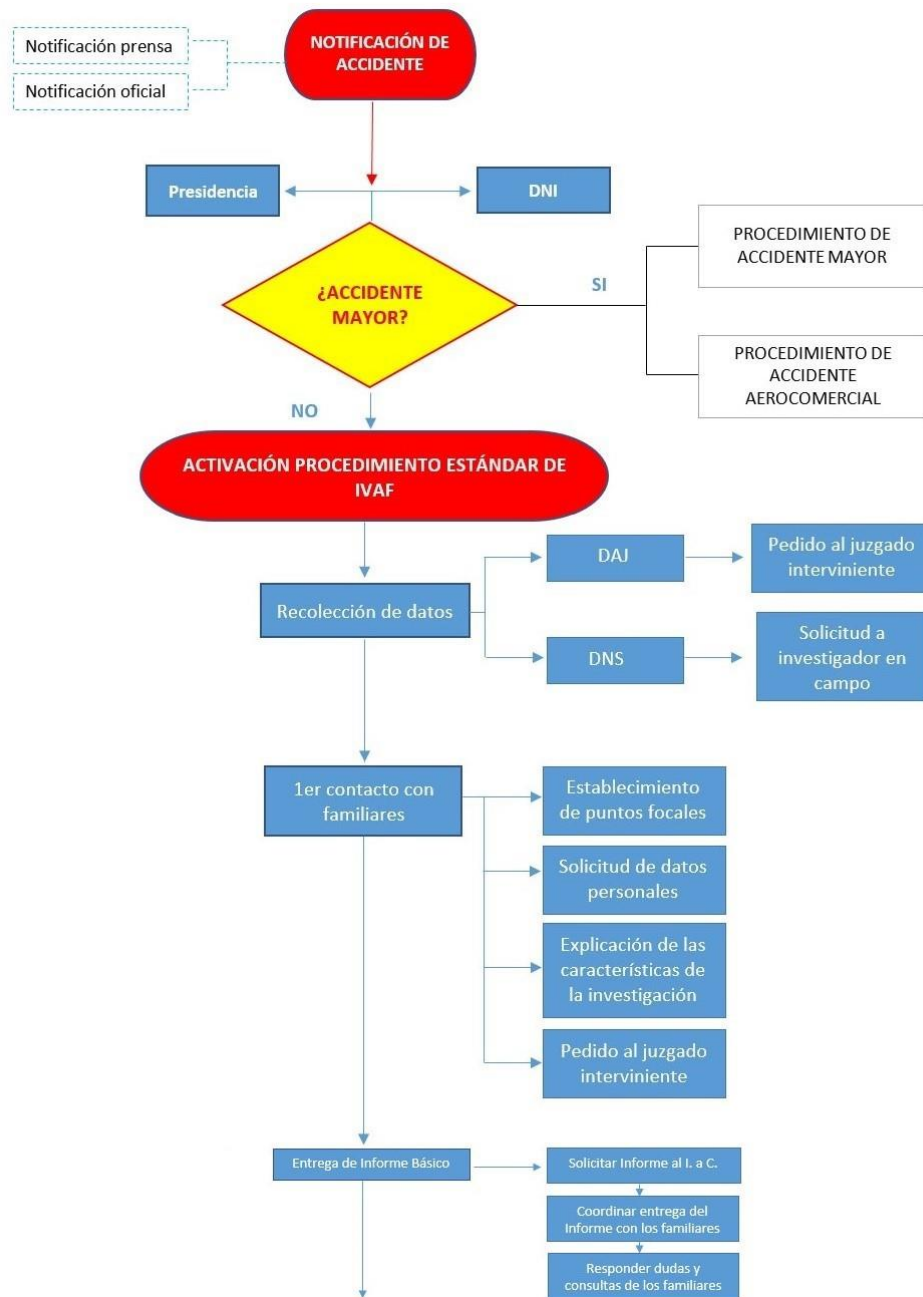 Notificación prensa
Notificación oficial
NOTIFICACIÓN DE
ACCIDENTE
Presidencia
DNI
¿ACCIDENTE
MAYOR?
SI
PROCEDIMIENTO DE
ACCIDENTE MAYOR
PROCEDIMIENTO DE
ACCIDENTE
AEROCOMERCIAL
NO
ACTIVACIÓN PROCEDIMIENTO ESTÁNDAR DE
IVAF
Recolección de datos
DAJ
Pedido al juzgado
interviniente
DNS
Solicitud a
investigador en
campo
1er contacto con
familiares
Establecimiento
de puntos focales
Solicitud de datos
personales
Explicación de las
características de
la investigación
Pedido al juzgado
interviniente
Entrega de Informe Básico
Solicitar Informe al I. a C.
Coordinar entrega del
Informe con los familiares
Responder dudas y
consultas de los familiares